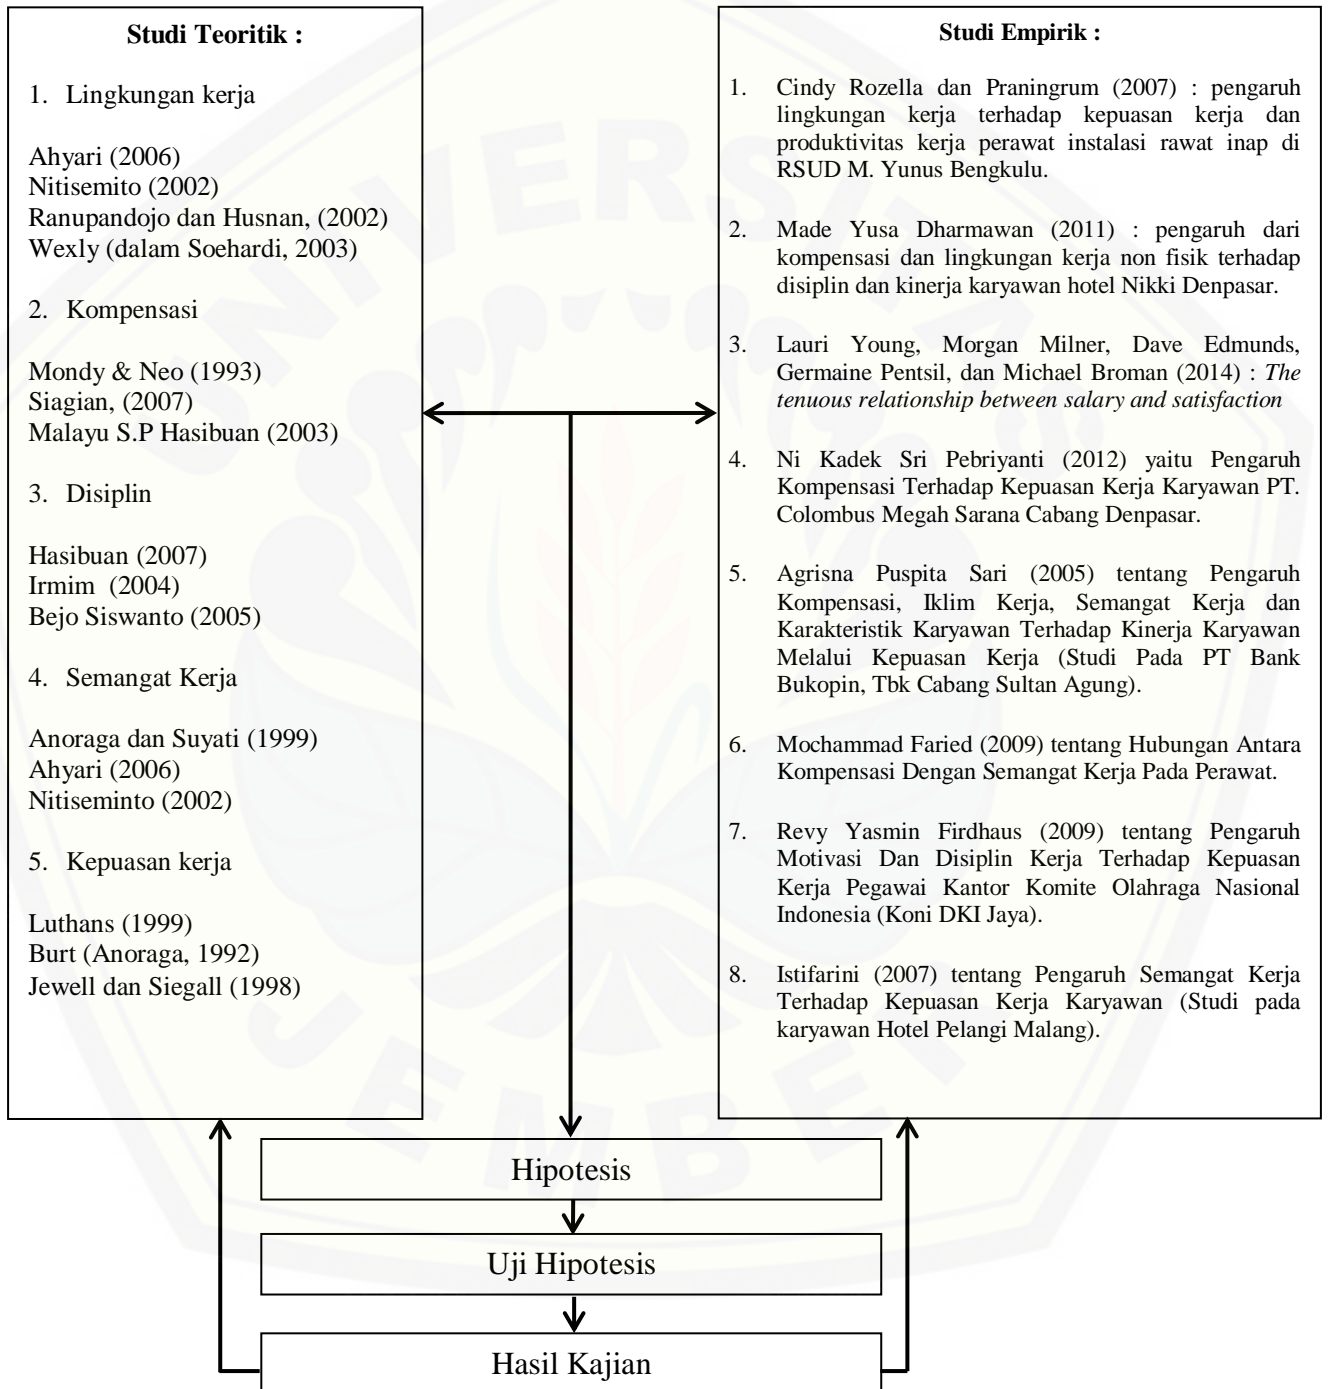 Studi Teoritik :
1. Lingkungan kerja
Ahyari (2006)
Nitisemito (2002)
Ranupandojo dan Husnan, (2002)
Wexly (dalam Soehardi, 2003)
2. Kompensasi
Mondy & Neo (1993)
Siagian, (2007)
Malayu S.P Hasibuan (2003)
3. Disiplin
Hasibuan (2007)
Irmim (2004)
Bejo Siswanto (2005)
4. Semangat Kerja
Anoraga dan Suyati (1999)
Ahyari (2006)
Nitiseminto (2002)
5. Kepuasan kerja
Luthans (1999)
Burt (Anoraga, 1992)
Jewell dan Siegall (1998)
Studi Empirik :
1. Cindy Rozella dan Praningrum (2007) : pengaruh
lingkungan kerja terhadap kepuasan kerja dan
produktivitas kerja perawat instalasi rawat inap di
RSUD M. Yunus Bengkulu.
2. Made Yusa Dharmawan (2011) : pengaruh dari
kompensasi dan lingkungan kerja non fisik terhadap
disiplin dan kinerja karyawan hotel Nikki Denpasar.
3. Lauri Young, Morgan Milner, Dave Edmunds,
Germaine Pentsil, dan Michael Broman (2014) : The
tenuous relationship between salary and satisfaction
4. Ni Kadek Sri Pebriyanti (2012) yaitu Pengaruh
Kompensasi Terhadap Kepuasan Kerja Karyawan PT.
Colombus Megah Sarana Cabang Denpasar.
5. Agrisna Puspita Sari (2005) tentang Pengaruh
Kompensasi, Iklim Kerja, Semangat Kerja dan
Karakteristik Karyawan Terhadap Kinerja Karyawan
Melalui Kepuasan Kerja (Studi Pada PT Bank
Bukopin, Tbk Cabang Sultan Agung).
6. Mochammad Faried (2009) tentang Hubungan Antara
Kompensasi Dengan Semangat Kerja Pada Perawat.
7. Revy Yasmin Firdhaus (2009) tentang Pengaruh
Motivasi Dan Disiplin Kerja Terhadap Kepuasan
Kerja Pegawai Kantor Komite Olahraga Nasional
Indonesia (Koni DKI Jaya).
8. Istifarini (2007) tentang Pengaruh Semangat Kerja
Terhadap Kepuasan Kerja Karyawan (Studi pada
karyawan Hotel Pelangi Malang).
Hipotesis
Uji Hipotesis
Hasil Kajian
UNIVERSITAS
JEMBER